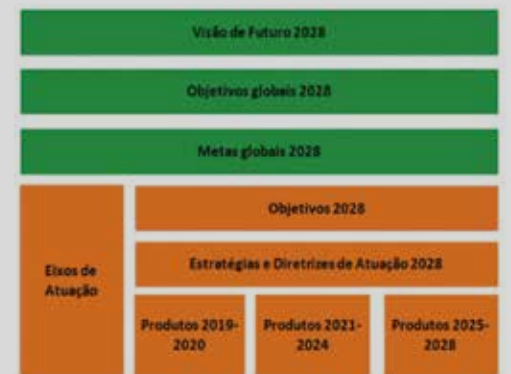 Visão de Futuro 2028
Objetivos globais 2028
Metas globais 2028
Eixos de
Atuação
Objetivos 2028
Estratégias e Diretrizes de Atuação 2028
Produtos 2019-
2020
Produtos 2021-
2024
Produtos 2025-
2028